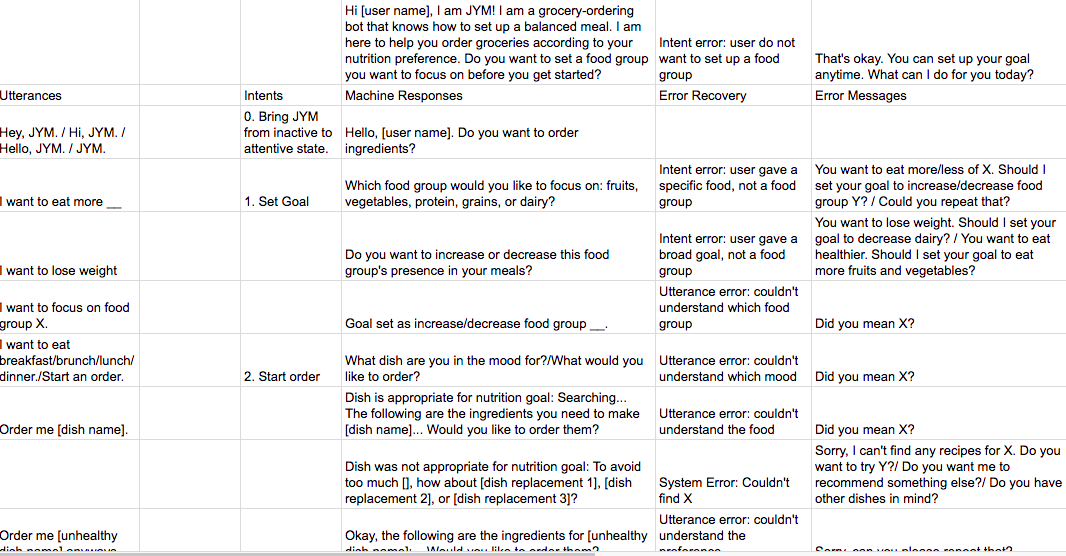 Hi [user name], I am JYM! I am a grocery-ordering
bot that knows how to set up a balanced meal. I am
here to help you order groceries according to your
nutrition preference. Do you want to set a food group
you want to focus on before you get started?
Intent error: user do not
want to set up a food
group
That's okay. You can set up your goal
anytime. What can I do for you today?
Utterances
Intents
Machine Responses
Error Recovery
Error Messages
Hey, JYM. / Hi, JYM. /
Hello, JYM. / JYM.
0. Bring JYM
from inactive to
attentive state.
Hello, [user name]. Do you want to order
ingredients?
I want to eat more __
1. Set Goal
Which food group would you like to focus on: fruits,
vegetables, protein, grains, or dairy?
Intent error: user gave a
specific food, not a food
group
You want to eat more/less of X. Should I
set your goal to increase/decrease food
group Y? / Could you repeat that?
I want to lose weight
Do you want to increase or decrease this food
group's presence in your meals?
Intent error: user gave a
broad goal, not a food
group
You want to lose weight. Should I set your
goal to decrease dairy? / You want to eat
healthier. Should I set your goal to eat
more fruits and vegetables?
I want to focus on food
group X.
Goal set as increase/decrease food group __.
Utterance error: couldn't
understand which food
group
Did you mean X?
I want to eat
breakfast/brunch/lunch/
dinner./Start an order.
2. Start order
What dish are you in the mood for?/What would you
like to order?
Utterance error: couldn't
understand which mood
Did you mean X?
Order me [dish name].
Dish is appropriate for nutrition goal: Searching...
The following are the ingredients you need to make
[dish name]... Would you like to order them?
Utterance error: couldn't
understand the food
Did you mean X?
Dish was not appropriate for nutrition goal: To avoid
too much [], how about [dish replacement 1], [dish
replacement 2], or [dish replacement 3]?
System Error: Couldn't
find X
Sorry, I can't find any recipes for X. Do you
want to try Y?/ Do you want me to
recommend something else?/ Do you have
other dishes in mind?
Order me [unhealthy
dish name] anyways
Okay, the following are the ingredients for [unhealthy
dish name]: Would you like to order them?
Utterance error: couldn't
understand the
preference
Sorry, can you please repeat that?